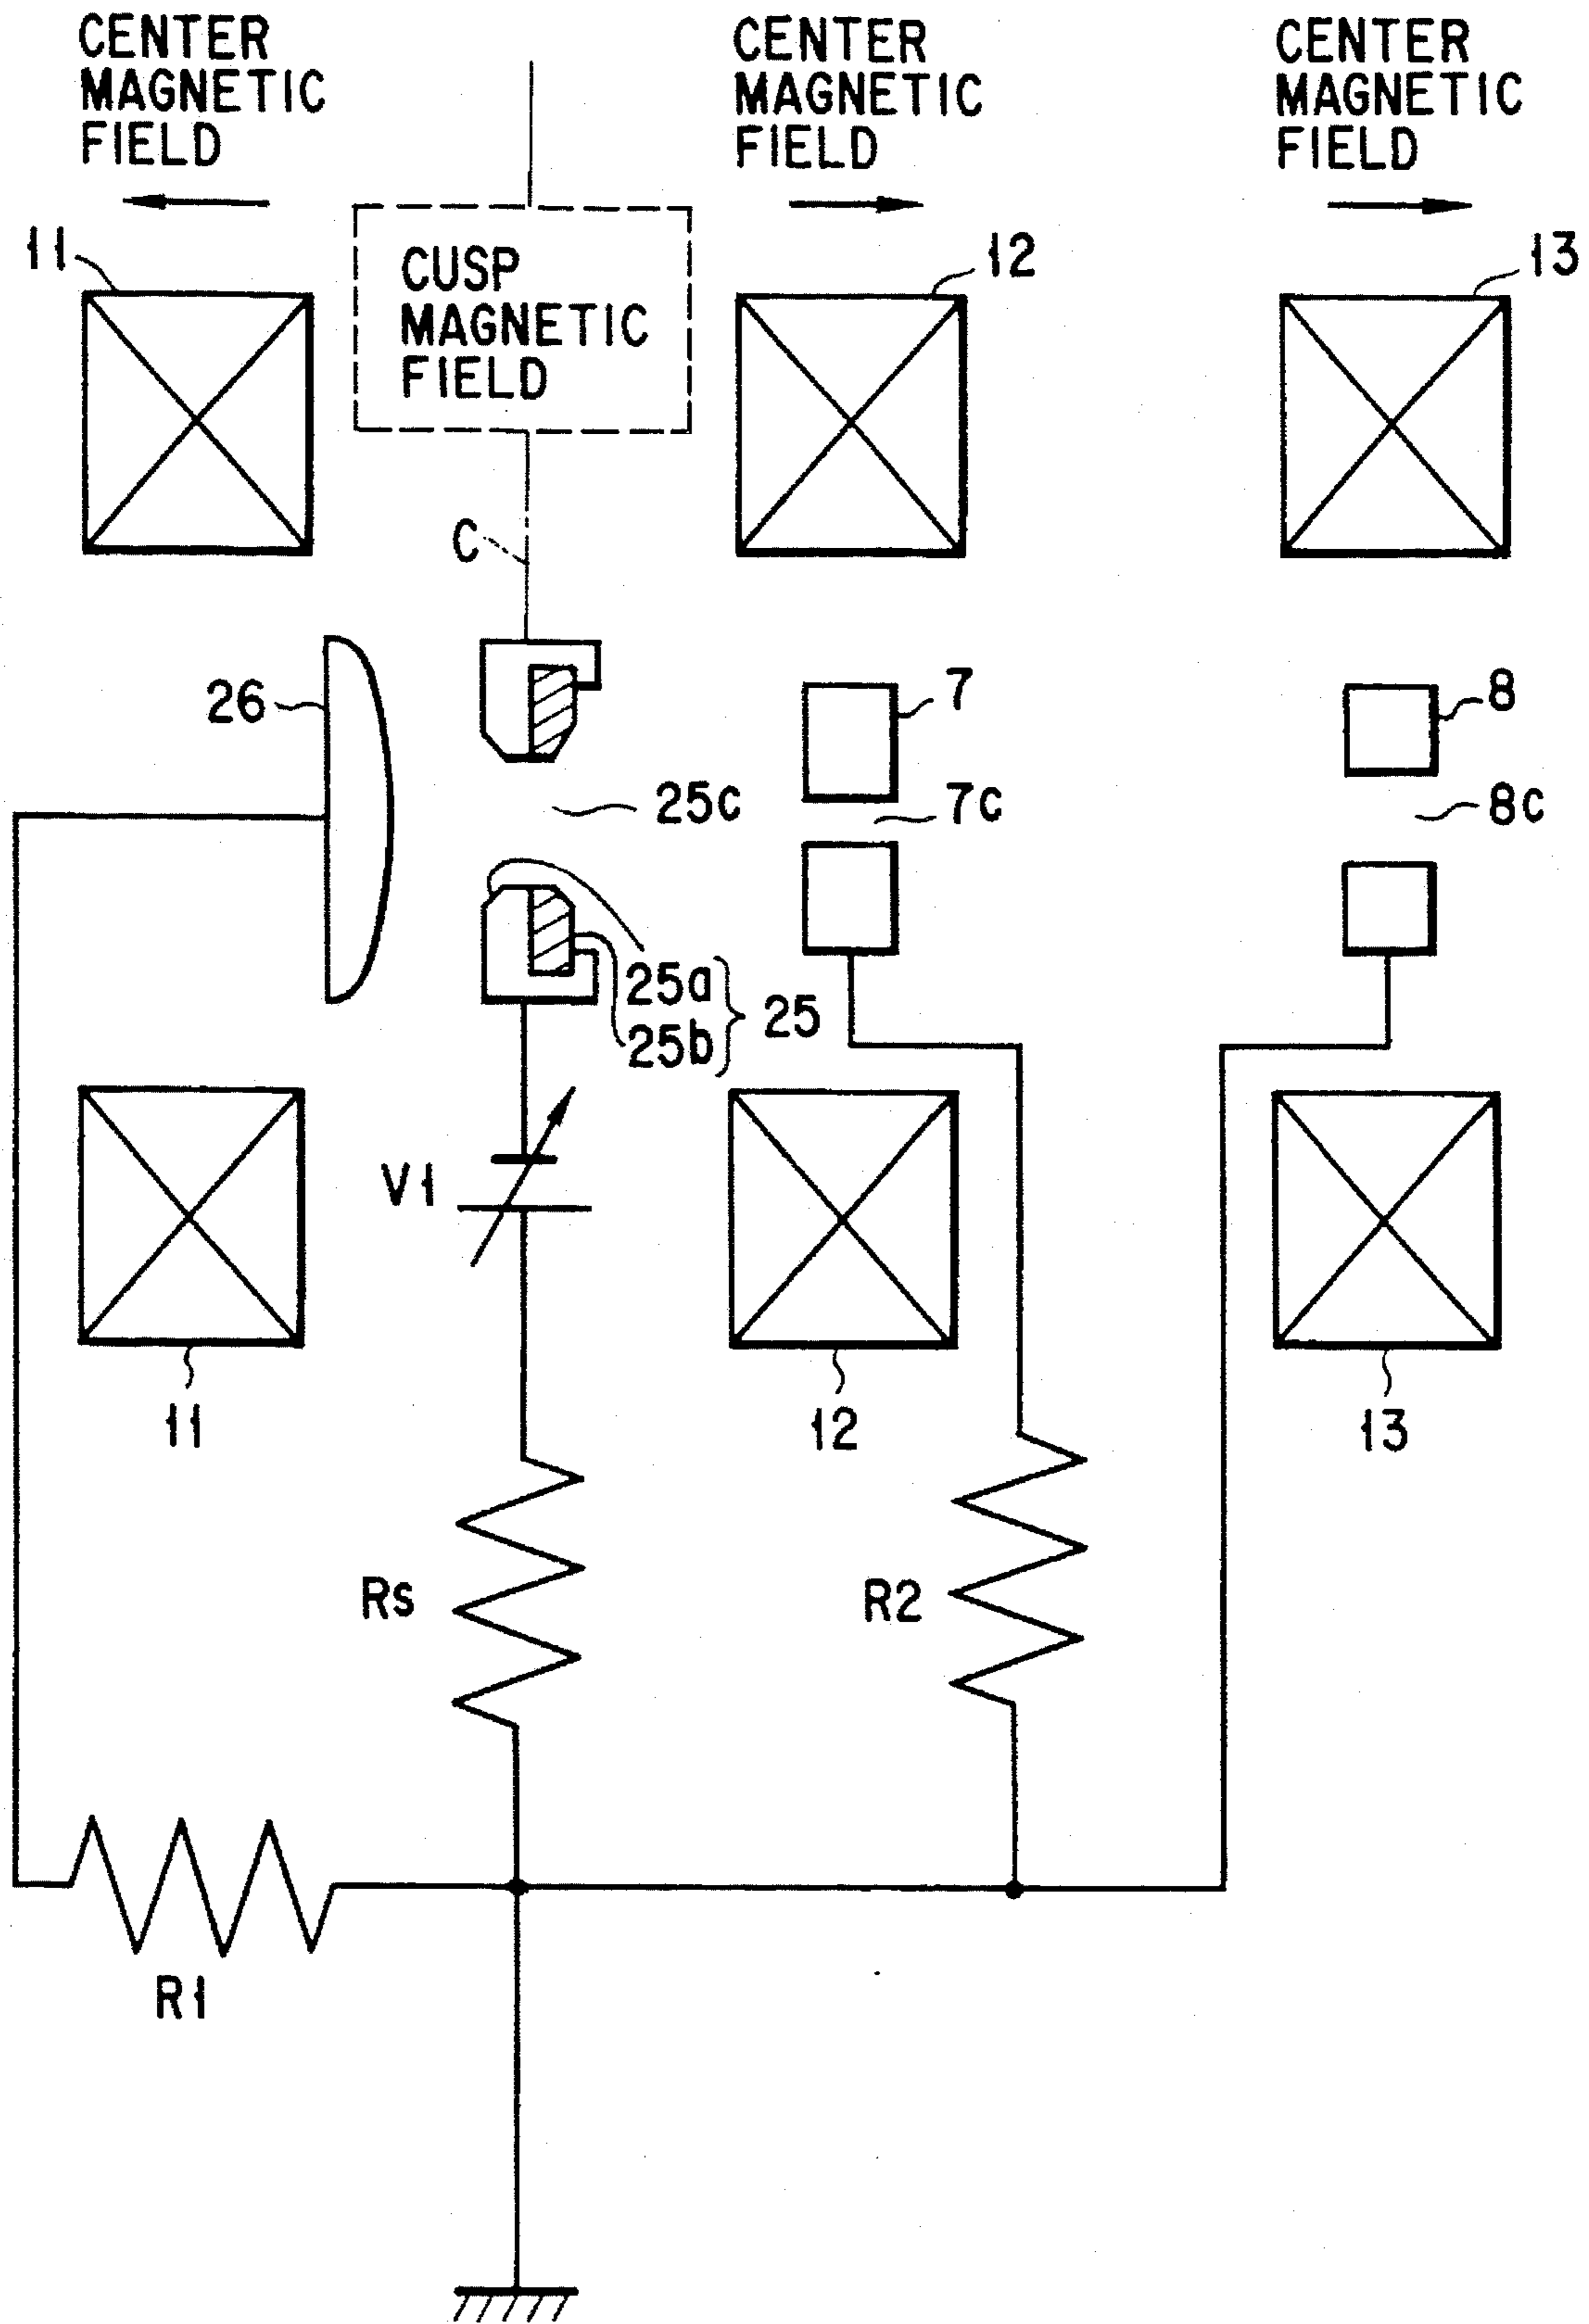 CENTER
MAGNETIC
FIELD
CENTER
MAGNETIC
FIELD
CENTER
MAGNETIC
FIELD
11
12
13
CUSP
MAGNETIC
FIELD
C
26
7
8
25c
7c
8c
25a
25b
25
V1
11
12
13
Rs
R2
R1